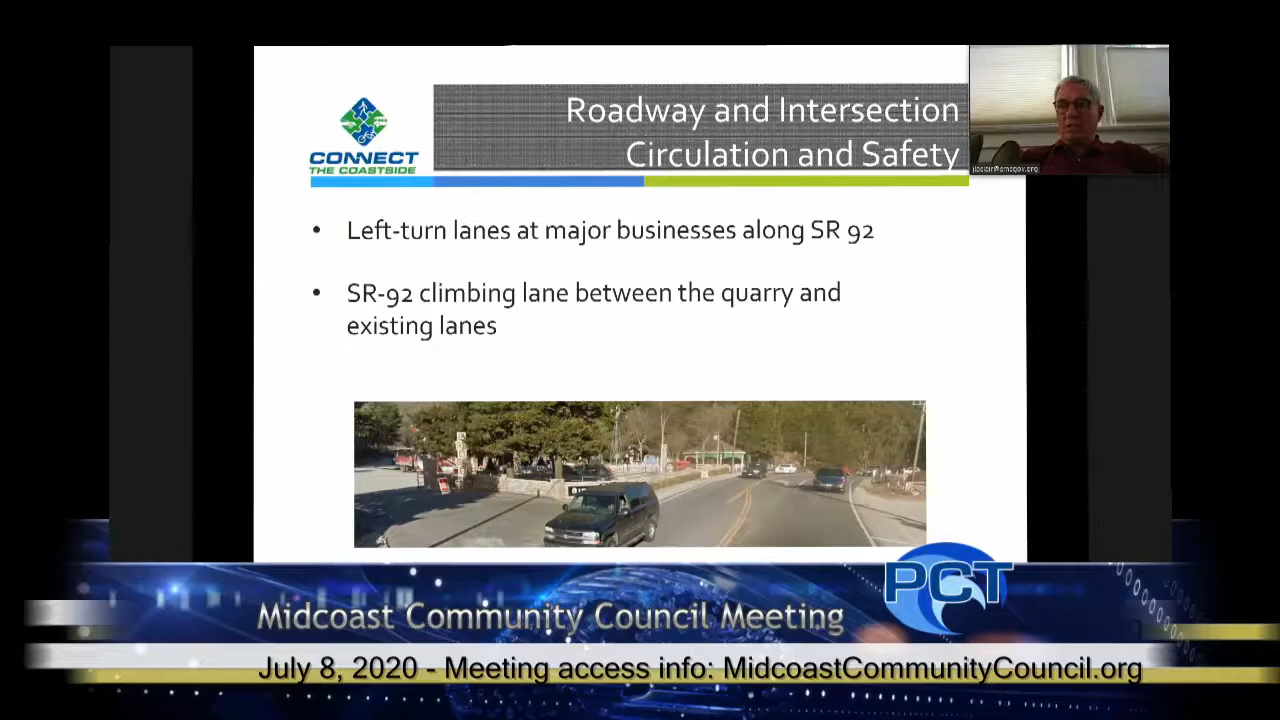 Roadway and Intersection
Circulation and Safety
CONNECT
THE COASTSIDE
• Left-turn lanes at major businesses along SR 92
• SR-92 climbing lane between the quarry and
existing lanes
PCT
Midcoast Community Council Meeting
July 8, 2020 - Meeting access info: MidcoastCommunityCouncil.org